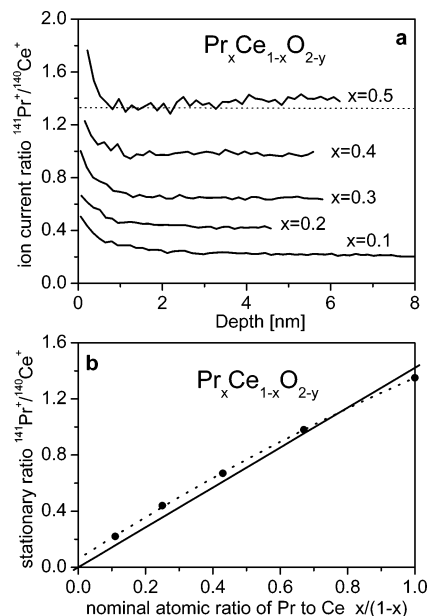 2.0
1.6
1.2
0.8
0.4
0.0
ion current ratio ¹⁴¹Pr⁺/¹⁴⁰Ce⁺
PrₓCe₁₋ₓO₂₋ᵧ
a
x=0.5
x=0.4
x=0.3
x=0.2
x=0.1
0 2 4 6 8
Depth [nm]
1.6
1.2
0.8
0.4
0.0
stationary ratio ¹⁴¹Pr⁺/¹⁴⁰Ce⁺
b
PrₓCe₁₋ₓO₂₋ᵧ
0.0 0.2 0.4 0.6 0.8 1.0
nominal atomic ratio of Pr to Ce x/(1-x)